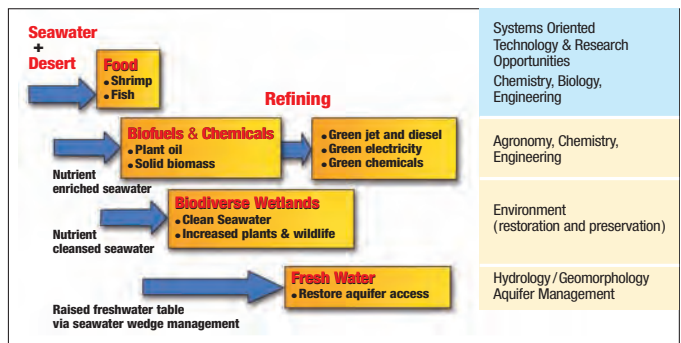 Seawater
+
Desert
Food
• Shrimp
• Fish
Refining
Biofuels & Chemicals
• Plant oil
• Solid biomass
• Green jet and diesel
• Green electricity
• Green chemicals
Nutrient
enriched seawater
Biodiverse Wetlands
• Clean Seawater
• Increased plants & wildlife
Nutrient
cleansed seawater
Fresh Water
• Restore aquifer access
Raised freshwater table
via seawater wedge management
Systems Oriented
Technology & Research
Opportunities
Chemistry, Biology,
Engineering
Agronomy, Chemistry,
Engineering
Environment
(restoration and preservation)
Hydrology/Geomorphology
Aquifer Management